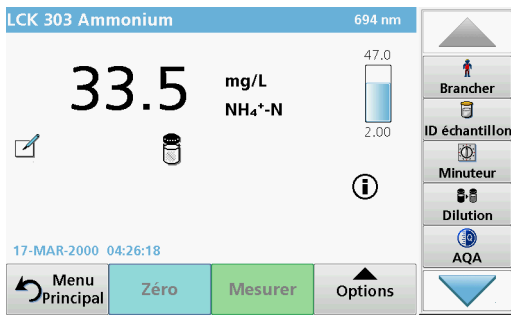 LCK 303 Ammonium 694 nm
47.0
33.5 mg/L
NH₄⁺-N
2.00
17-MAR-2000 04:26:18
Menu Principal
Zéro
Mesurer
Options
Brancher
ID échantillon
Minuteur
Dilution
AQA